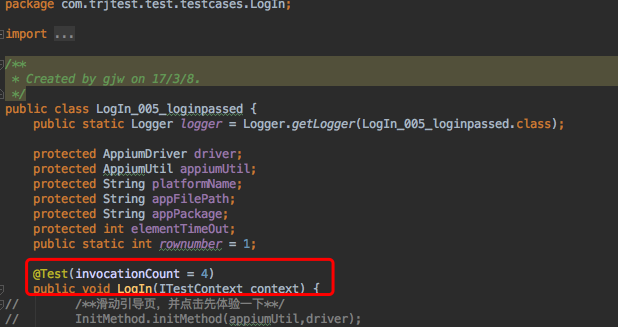 package com.trjtest.test.testcases.LogIn;
import ...
/**
* Created by gjw on 17/3/8.
*/
public class LogIn_005_loginpassed {
public static Logger logger = Logger.getLogger(LogIn_005_loginpassed.class);
protected AppiumDriver driver;
protected AppiumUtil appiumUtil;
protected String platformName;
protected String appFilePath;
protected String appPackage;
protected int elementTimeOut;
public static int rownumber = 1;
@Test(invocationCount = 4)
public void LogIn(ITestContext context) {
// /**滑动引导页，并点击先体验一下**/
// InitMethod.initMethod(appiumUtil,driver);